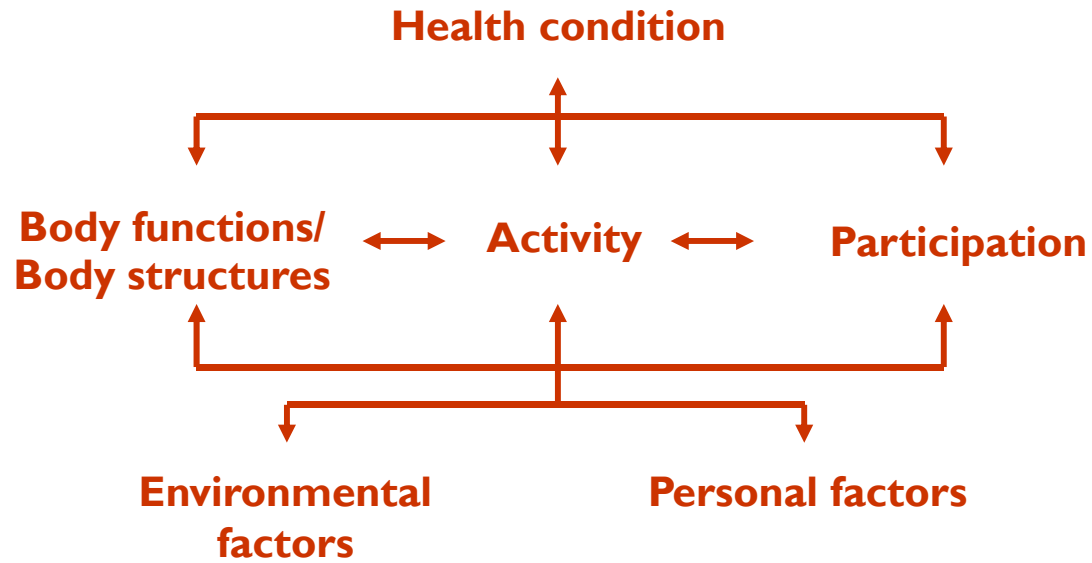 Health condition
Body functions/
Body structures
Activity
Participation
Environmental
factors
Personal factors